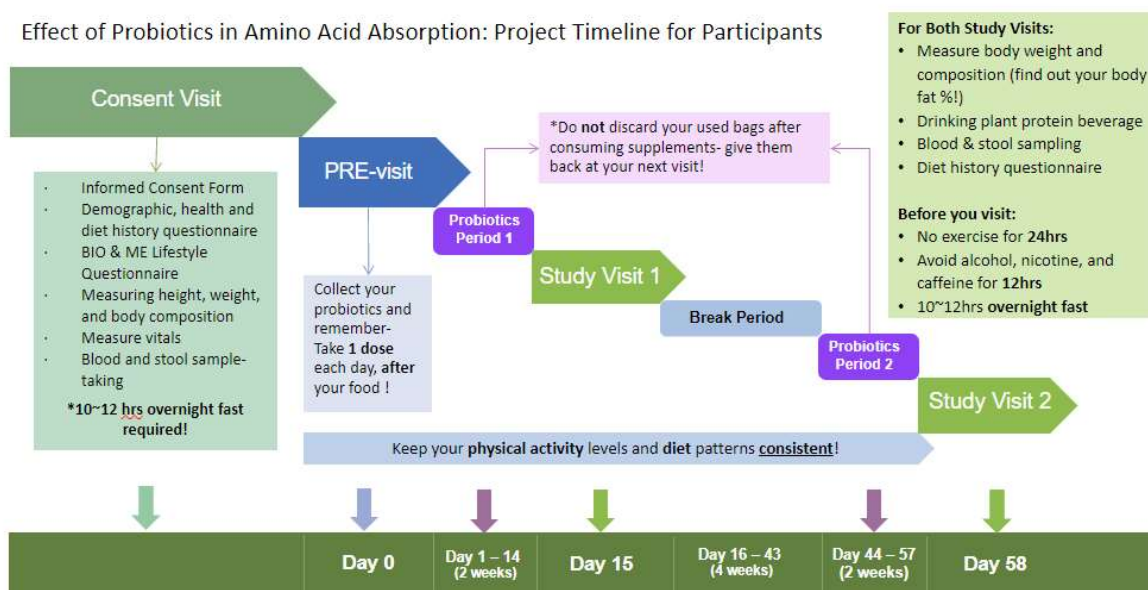 Effect of Probiotics in Amino Acid Absorption: Project Timeline for Participants
Consent Visit
· Informed Consent Form
· Demographic, health and
diet history questionnaire
· BIO & ME Lifestyle
Questionnaire
· Measuring height, weight,
and body composition
· Measure vitals
· Blood and stool sample-
taking
*10~12 hrs overnight fast
required!
PRE-visit
Collect your
probiotics and
remember-
Take 1 dose
each day, after
your food !
*Do not discard your used bags after
consuming supplements- give them
back at your next visit!
Probiotics
Period 1
Study Visit 1
Break Period
Probiotics
Period 2
Study Visit 2
For Both Study Visits:
• Measure body weight and
composition (find out your body
fat %!)
• Drinking plant protein beverage
• Blood & stool sampling
• Diet history questionnaire
Before you visit:
• No exercise for 24hrs
• Avoid alcohol, nicotine, and
caffeine for 12hrs
• 10~12hrs overnight fast
Keep your physical activity levels and diet patterns consistent!
Day 0
Day 1 – 14
(2 weeks)
Day 15
Day 16 – 43
(4 weeks)
Day 44 – 57
(2 weeks)
Day 58